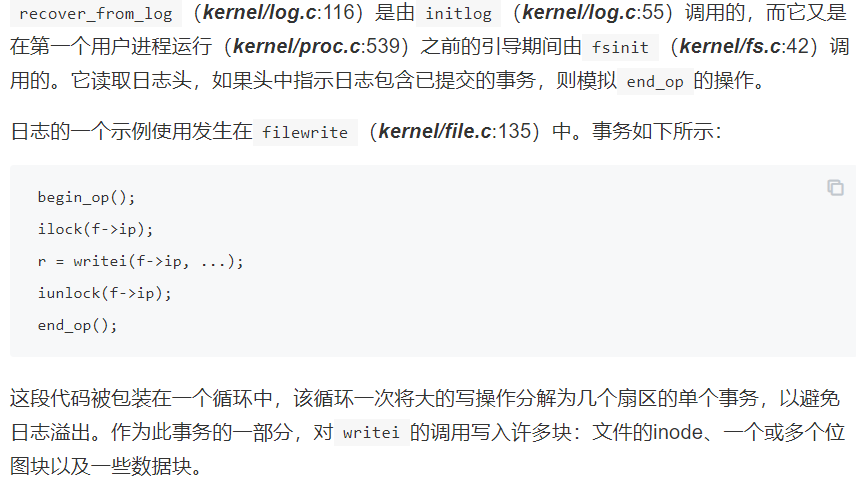 recover_from_log（kernel/log.c:116）是由 initlog（kernel/log.c:55）调用的，而它又是
在第一个用户进程运行（kernel/proc.c:539）之前的引导期间由 fsinit（kernel/fs.c:42）调
用的。它读取日志头，如果头中指示日志包含已提交的事务，则模拟 end_op 的操作。
日志的一个示例使用发生在 filewrite（kernel/file.c:135）中。事务如下所示：
begin_op();
ilock(f->ip);
r = writei(f->ip, ...);
iunlock(f->ip);
end_op();
这段代码被包装在一个循环中，该循环一次将大的写操作分解为几个扇区的单个事务，以避免
日志溢出。作为此事务的一部分，对 writei 的调用写入许多块：文件的inode、一个或多个位
图块以及一些数据块。